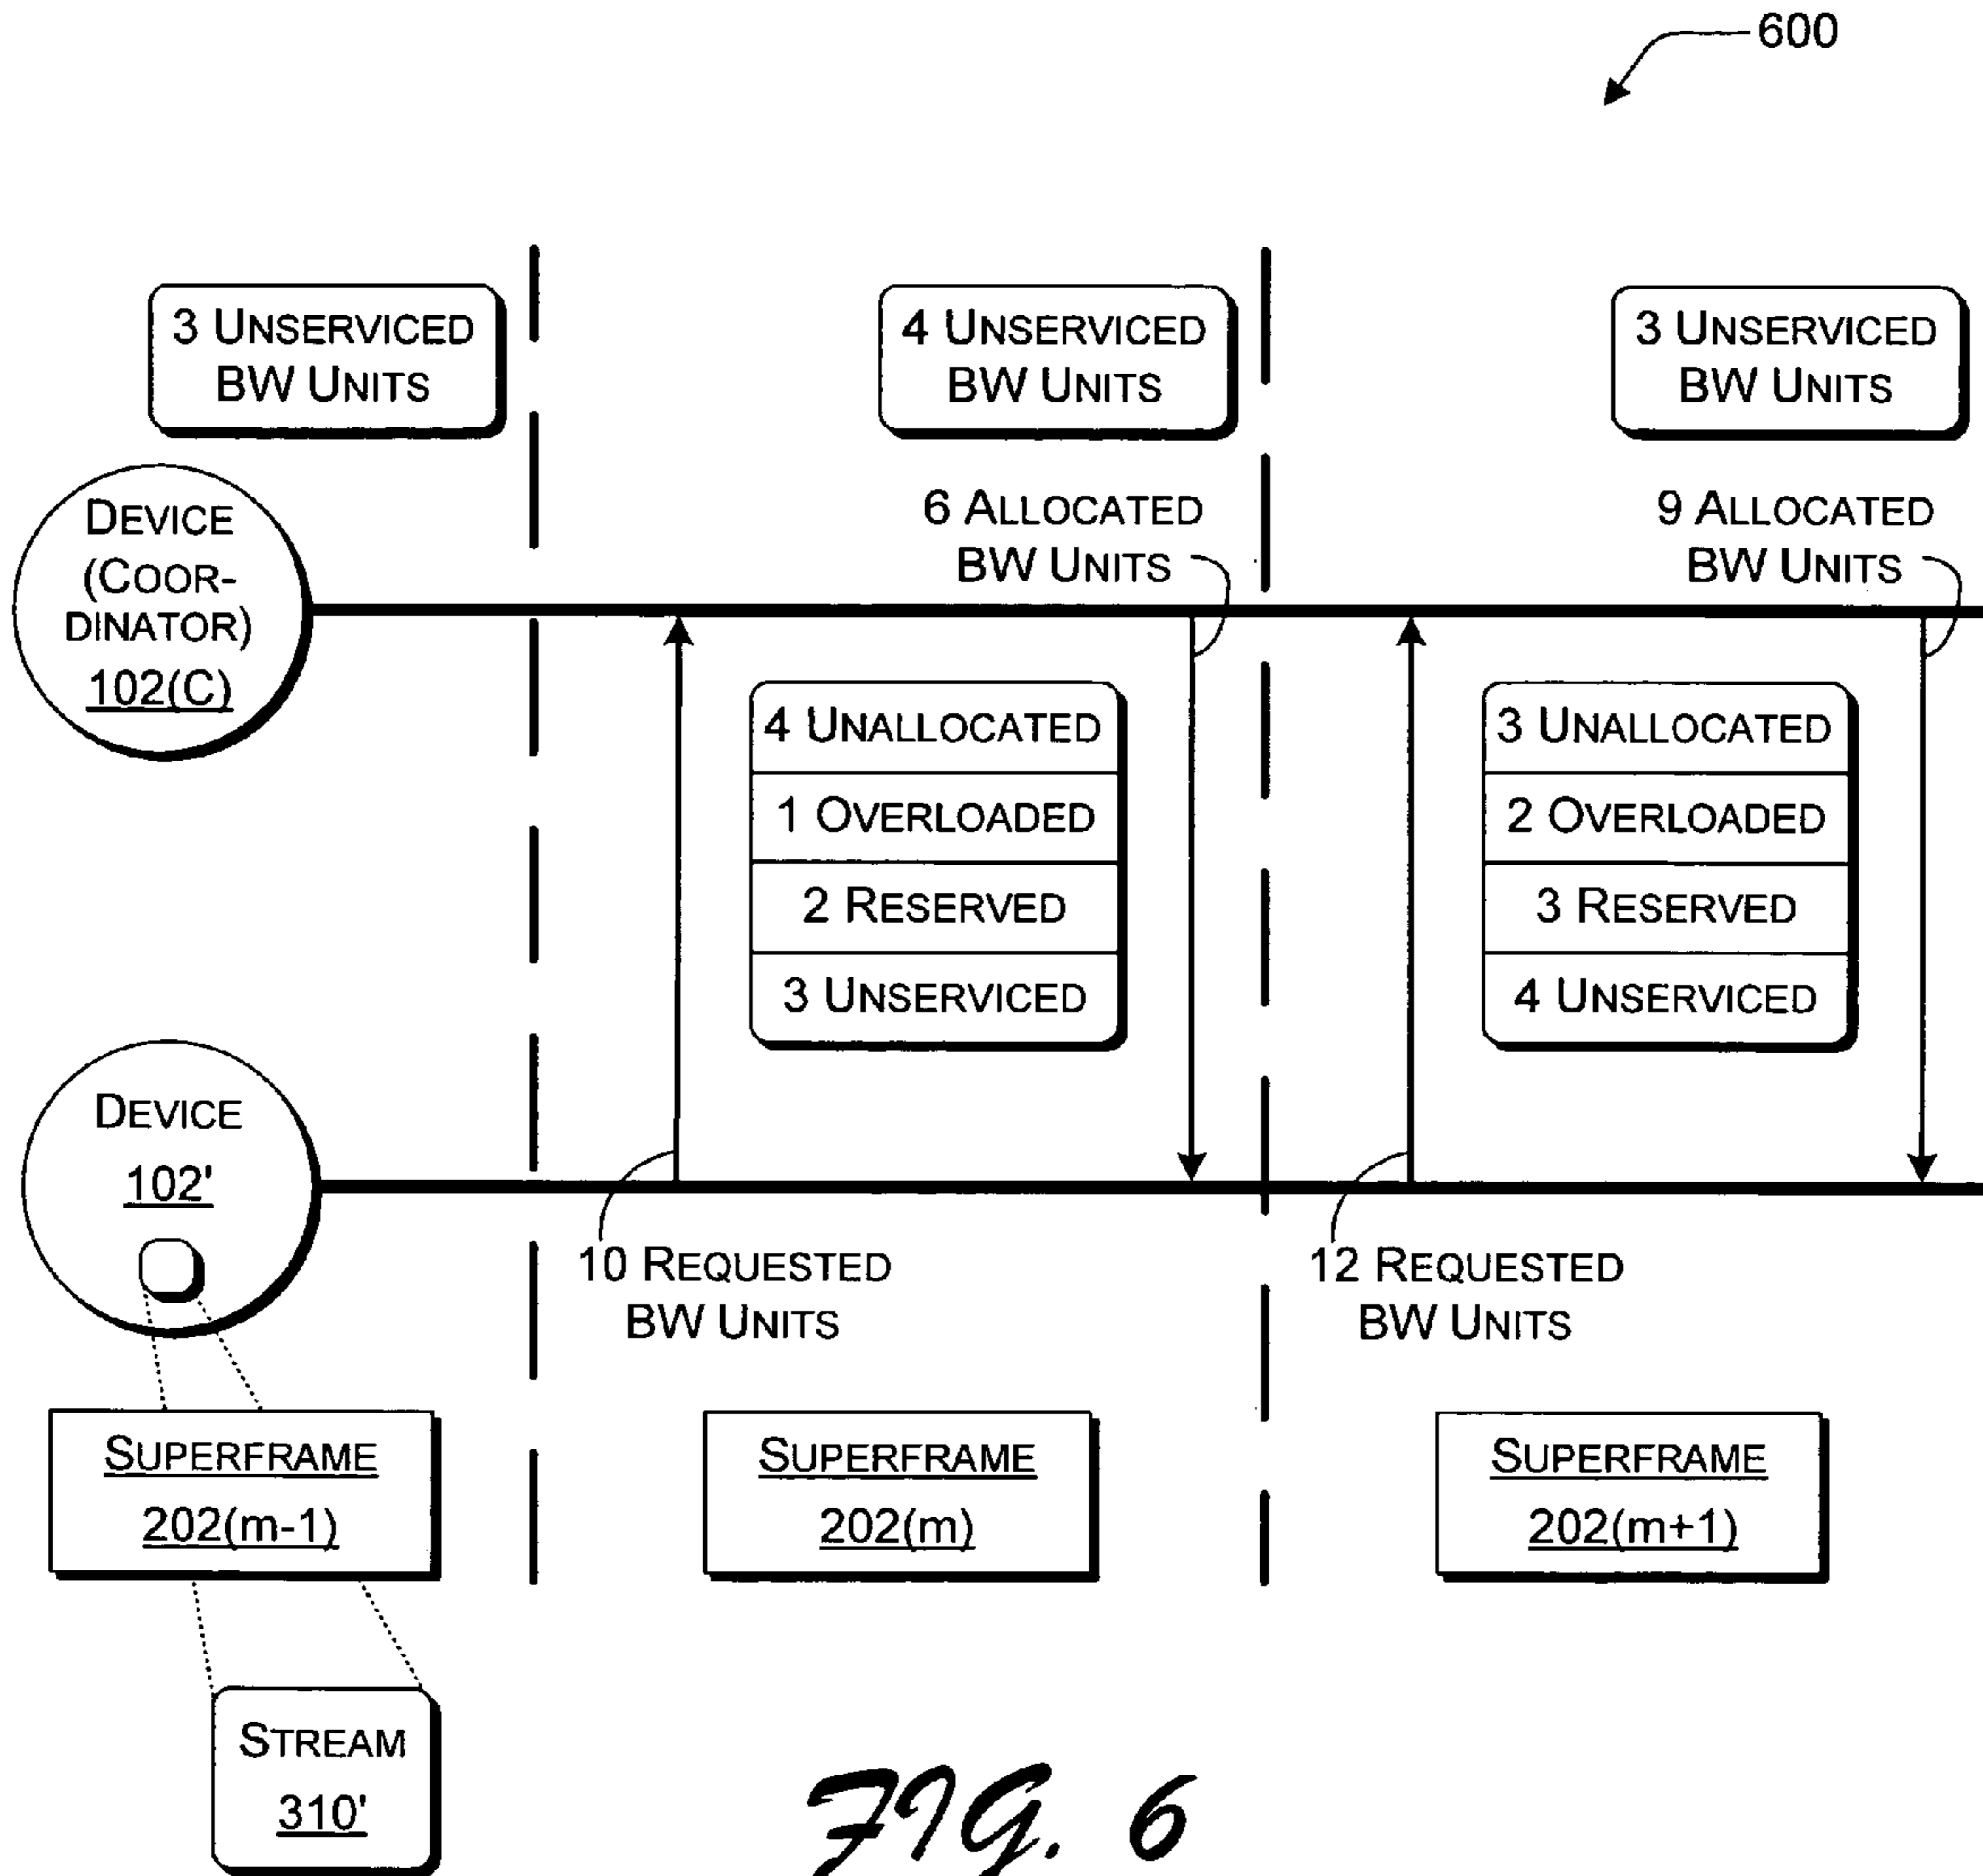 600
3 UNSERVICED
BW UNITS
4 UNSERVICED
BW UNITS
3 UNSERVICED
BW UNITS
DEVICE
(COOR-
DINATOR)
102(C)
6 ALLOCATED
BW UNITS
9 ALLOCATED
BW UNITS
4 UNALLOCATED
1 OVERLOADED
2 RESERVED
3 UNSERVICED
3 UNALLOCATED
2 OVERLOADED
3 RESERVED
4 UNSERVICED
DEVICE
102'
10 REQUESTED
BW UNITS
12 REQUESTED
BW UNITS
SUPERFRAME
202(m-1)
SUPERFRAME
202(m)
SUPERFRAME
202(m+1)
STREAM
310'
FIG. 6